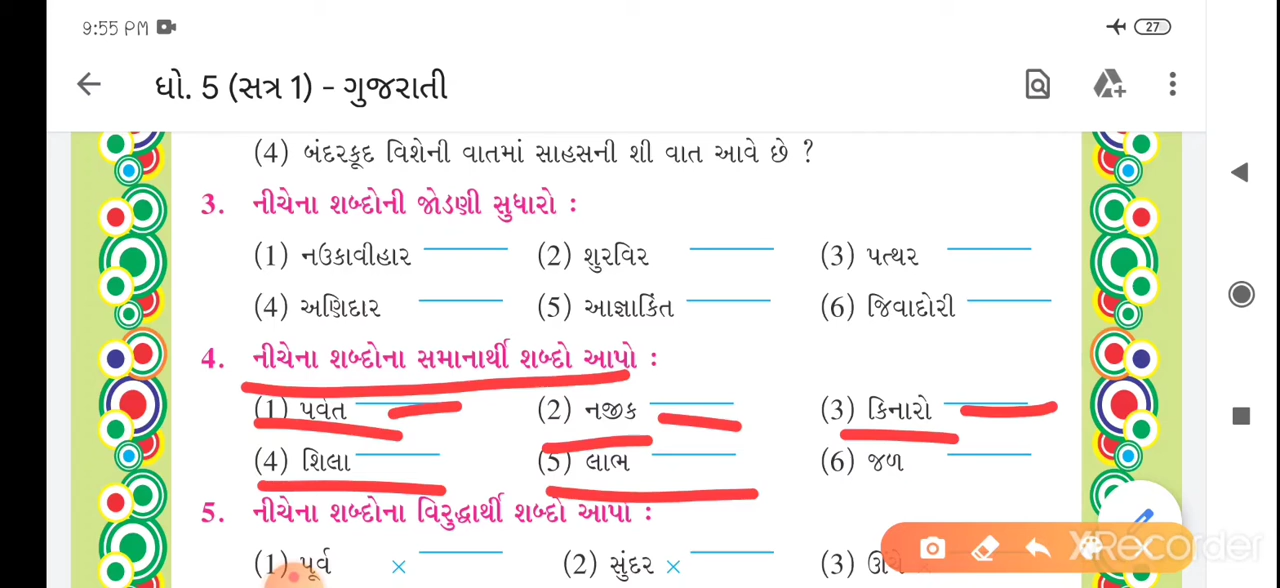 9:55 PM 27
ધો. 5 (સત્ર 1) - ગુજરાતી
(4) બંદરકૂદ વિશેની વાતમાં સાહસની શી વાત આવે છે ?
3. નીચેના શબ્દોની જોડણી સુધારો :
(1) નઉકાવીહાર (2) શુરવિર (3) પત્થર
(4) અણિદાર (5) આજ્ઞાકિંત (6) જિવાદોરી
4. નીચેના શબ્દોના સમાનાર્થી શબ્દો આપો :
(1) પર્વત (2) નજીક (3) કિનારો
(4) શિલા (5) લાભ (6) જળ
5. નીચેના શબ્દોના વિરુદ્ધાર્થી શબ્દો આપો :
(1) પૂર્વ × (2) સુંદર × (3)
XRecorder